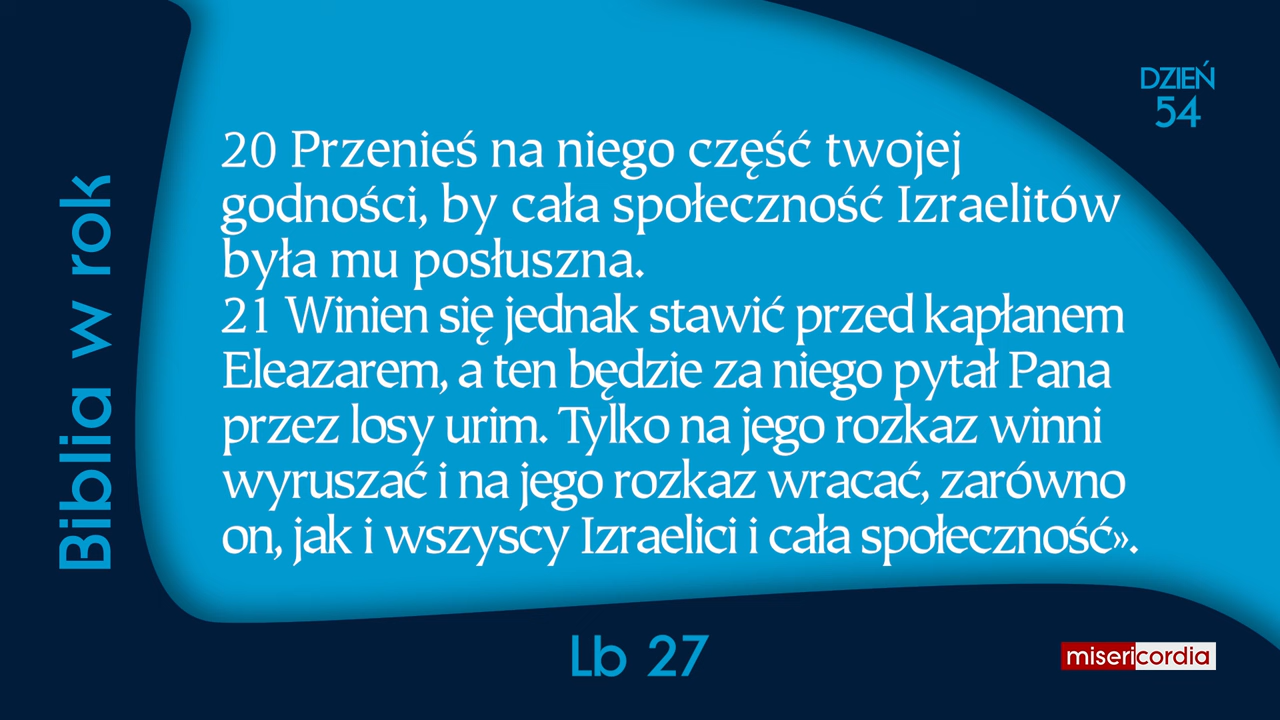 DZIEŃ
54
20 Przenieś na niego część twojej
godności, by cała społeczność Izraelitów
była mu posłuszna.
21 Winien się jednak stawić przed kapłanem
Eleazarem, a ten będzie za niego pytał Pana
przez losy urim. Tylko na jego rozkaz winni
wyruszać i na jego rozkaz wracać, zarówno
on, jak i wszyscy Izraelici i cała społeczność».
Biblia w rok
Lb 27
misericordia